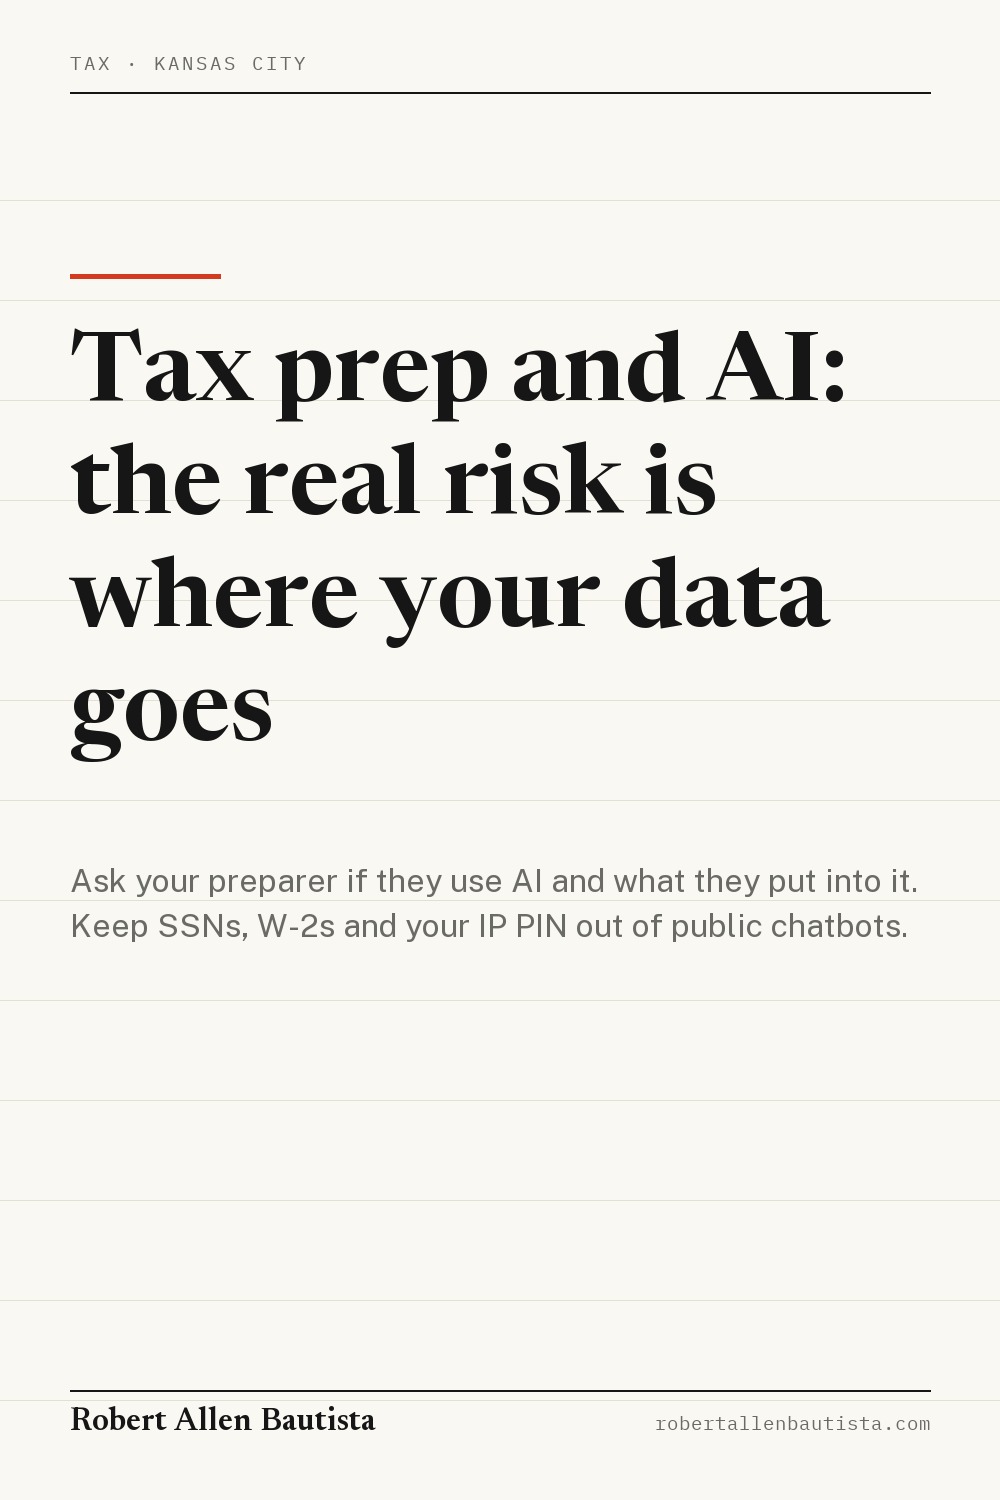 TAX · KANSAS CITY
Tax prep and AI:
the real risk is
where your data
goes
Ask your preparer if they use AI and what they put into it.
Keep SSNs, W-2s and your IP PIN out of public chatbots.
Robert Allen Bautista
robertallenbautista.com